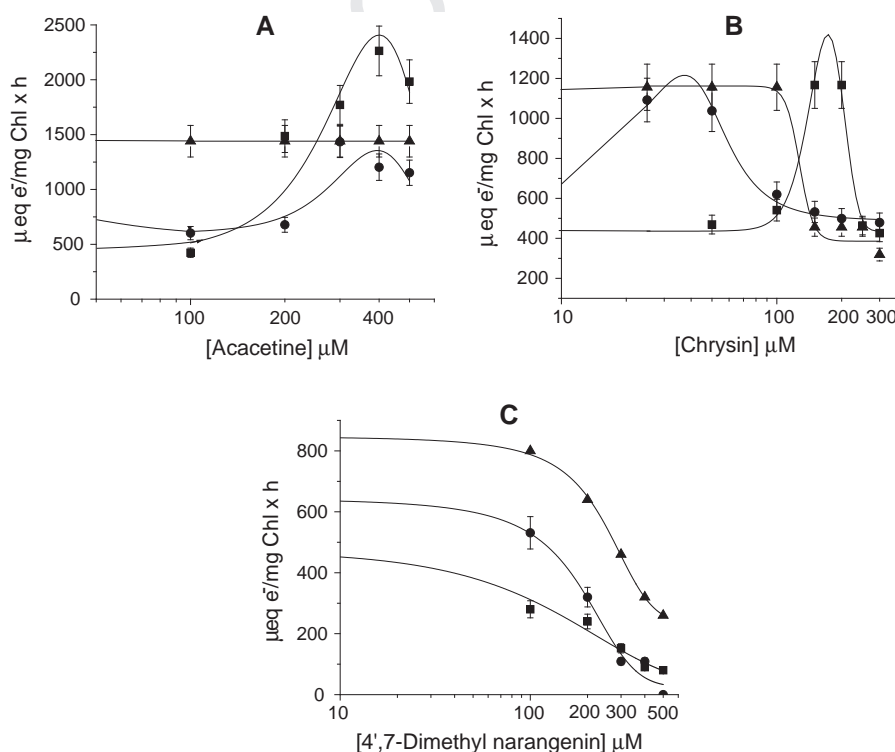 A
μ eq e⁻/mg Chl x h
2500
2000
1500
1000
500
0
100 200 400
[Acacetine] μM
B
μ eq e⁻/mg Chl x h
1400
1200
1000
800
600
400
200
10 100 200 300
[Chrysin] μM
C
μeq e⁻/mg Chl x h
800
600
400
200
0
10 100 200 300 500
[4',7-Dimethyl narangenin] μM